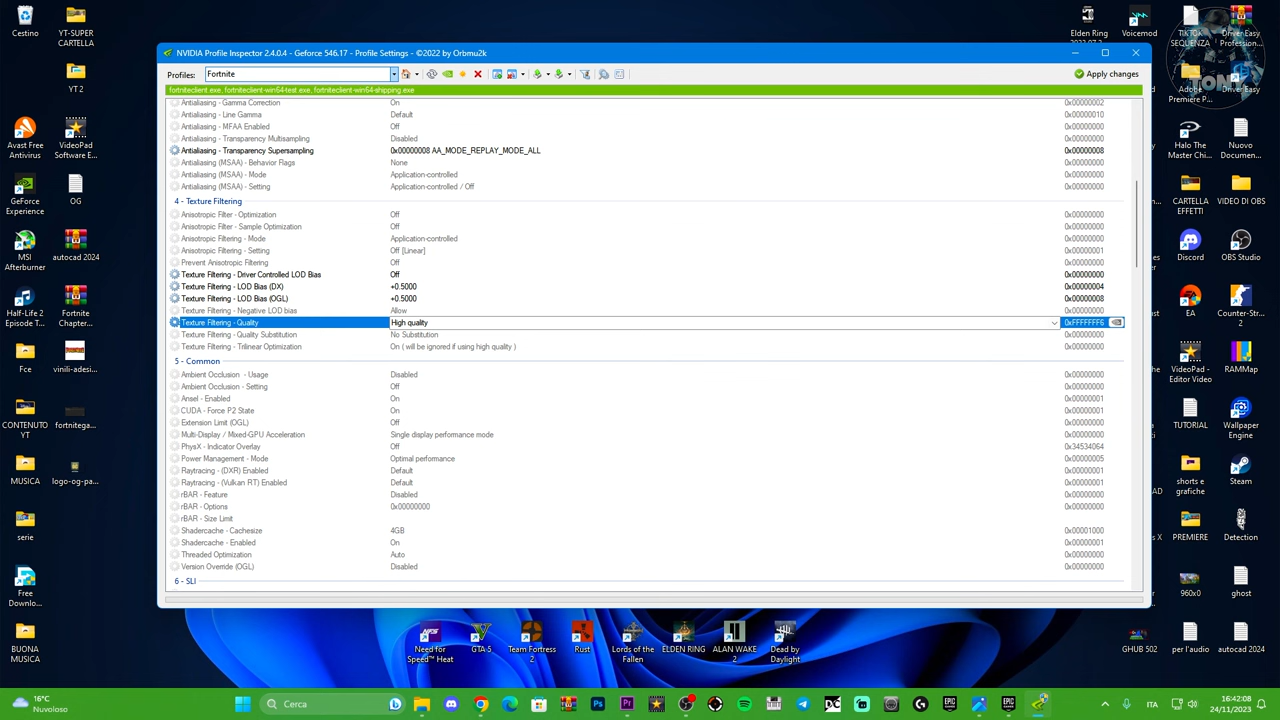 NVIDIA Profile Inspector 2.4.0.4 - Geforce 546.17 - Profile Settings - ©2022 by Orbmu2k
Profiles:
Fortnite
Apply changes
fortniteclient.exe, fortniteclient-win64-test.exe, fortniteclient-win64-shipping.exe
Antialiasing - Gamma Correction On 0x00000002
Antialiasing - Line Gamma Default 0x00000010
Antialiasing - MFAA Enabled Off 0x00000000
Antialiasing - Transparency Multisampling Disabled 0x00000000
Antialiasing - Transparency Supersampling 0x00000008 AA_MODE_REPLAY_MODE_ALL 0x00000008
Antialiasing (MSAA) - Behavior Flags None 0x00000000
Antialiasing (MSAA) - Mode Application-controlled 0x00000000
Antialiasing (MSAA) - Setting Application-controlled / Off 0x00000000
4 - Texture Filtering
Anisotropic Filter - Optimization Off 0x00000000
Anisotropic Filter - Sample Optimization Off 0x00000000
Anisotropic Filtering - Mode Application-controlled 0x00000000
Anisotropic Filtering - Setting Off [Linear] 0x00000001
Prevent Anisotropic Filtering Off 0x00000000
Texture Filtering - Driver Controlled LOD Bias Off 0x00000000
Texture Filtering - LOD Bias (DX) +0.5000 0x00000004
Texture Filtering - LOD Bias (OGL) +0.5000 0x00000008
Texture Filtering - Negative LOD bias Allow 0x00000000
Texture Filtering - Quality High quality 0xFFFFFFF6
Texture Filtering - Quality Substitution No Substitution 0x00000000
Texture Filtering - Trilinear Optimization On ( will be ignored if using high quality ) 0x00000000
5 - Common
Ambient Occlusion - Usage Disabled 0x00000000
Ambient Occlusion - Setting Off 0x00000000
Ansel - Enabled On 0x00000001
CUDA - Force P2 State On 0x00000001
Extension Limit (OGL) Off 0x00000000
Multi-Display / Mixed-GPU Acceleration Single display performance mode 0x00000000
PhysX - Indicator Overlay Off 0x34534064
Power Management - Mode Optimal performance 0x00000005
Raytracing - (DXR) Enabled Default 0x00000001
Raytracing - (Vulkan RT) Enabled Default 0x00000001
rBAR - Feature Disabled 0x00000000
rBAR - Options 0x00000000 0x00000000
rBAR - Size Limit
Shadercache - Cachesize 4GB 0x00001000
Shadercache - Enabled On 0x00000001
Threaded Optimization Auto 0x00000000
Version Override (OGL) Disabled 0x00000000
6 - SLI
Cestino
YT-SUPER
CARTELLA
YT 2
Avast Free
Antivirus
VideoPad
Software E...
GeForce
Experience
OG
MSI
Afterburner
autocad 2024
Half-Life 2
Episode T...
Fortnite
Chapter...
Fce
vinili-adesi...
CONTENUTO
YT
fortnitega...
MUSICA
logo-og-pa...
serie
Free
Downlo...
BUONA
MUSICA
Elden Ring
Voicemod
TIKTOK
SEQUENZA
Driver Easy
Profession...
Adobe
Premiere P...
Driver Easy
TONY
Halo The
Master Chi...
Nuovo
Documen...
CARTELLA
EFFETTI
VIDEO DI OBS
Discord
OBS Studio
EA
Counter-Str...
2
VideoPad -
Editor Video
RAMMap
TUTORIAL
Wallpaper
Engine
shorts e
grafiche
Steam
PREMIERE
Detection
960x0
ghost
GHUB 502
per l'audio
autocad 2024
Need for
Speed™ Heat
GTA 5
Team Fortress
2
Rust
Lords of the
Fallen
ELDEN RING
ALAN WAKE
2
Dead by
Daylight
16°C
Nuvoloso
Cerca
ITA
16:42:08
24/11/2023